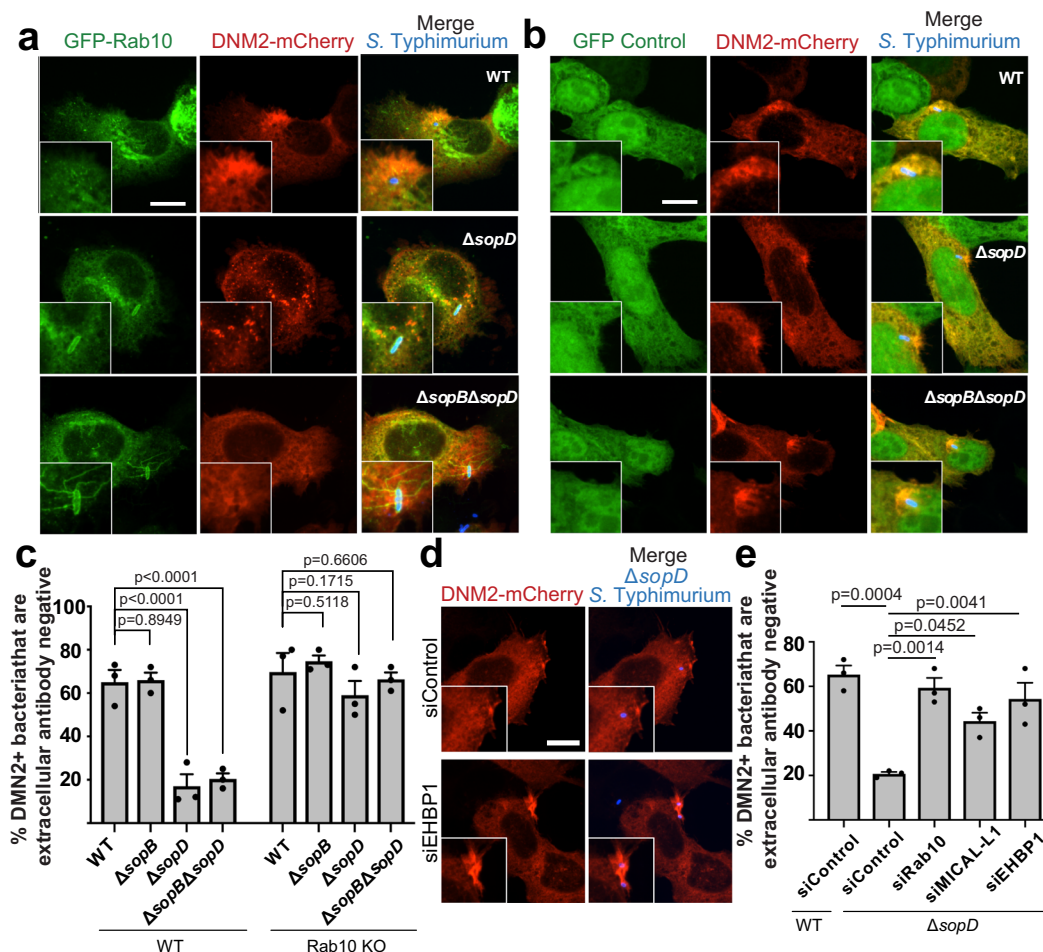 a
GFP-Rab10
DNM2-mCherry
Merge
S. Typhimurium
WT
ΔsopD
ΔsopBΔsopD
b
GFP Control
DNM2-mCherry
Merge
S. Typhimurium
WT
ΔsopD
ΔsopBΔsopD
c
% DMN2+ bacteriathat are
extracellular antibody negative
100
80
60
40
20
p<0.0001
p<0.0001
p=0.8949
p=0.6606
p=0.1715
p=0.5118
WT
ΔsopB
ΔsopD
ΔsopBΔsopD
WT
ΔsopB
ΔsopD
ΔsopBΔsopD
WT
Rab10 KO
d
DNM2-mCherry
Merge
ΔsopD
S. Typhimurium
siControl
siEHBP1
e
% DMN2+ bacteria that are
extracellular antibody negative
80
60
40
20
p=0.0004
p=0.0041
p=0.0452
p=0.0014
siControl
siControl
siRab10
siMICAL-L1
siEHBP1
WT
ΔsopD